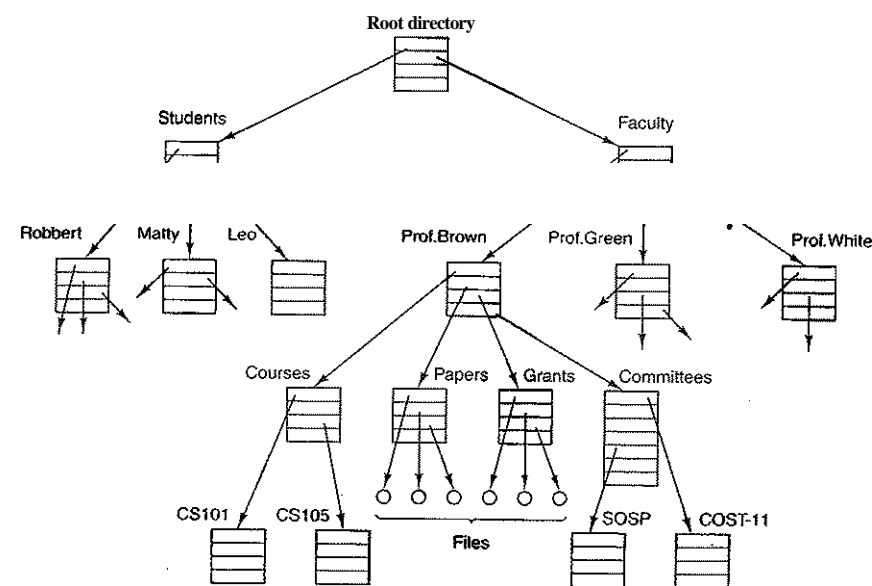 Root directory
Students
Faculty
Robbert
Matty
Leo
Prof.Brown
Prof.Green
Prof.White
Courses
Papers
Grants
Committees
CS101
CS105
Files
SOSP
COST-11